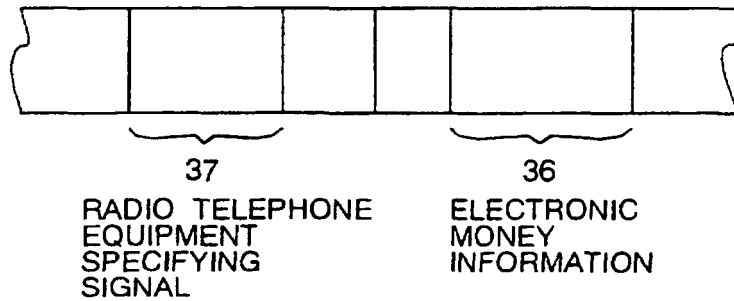 37
RADIO TELEPHONE
EQUIPMENT
SPECIFYING
SIGNAL
36
ELECTRONIC
MONEY
INFORMATION